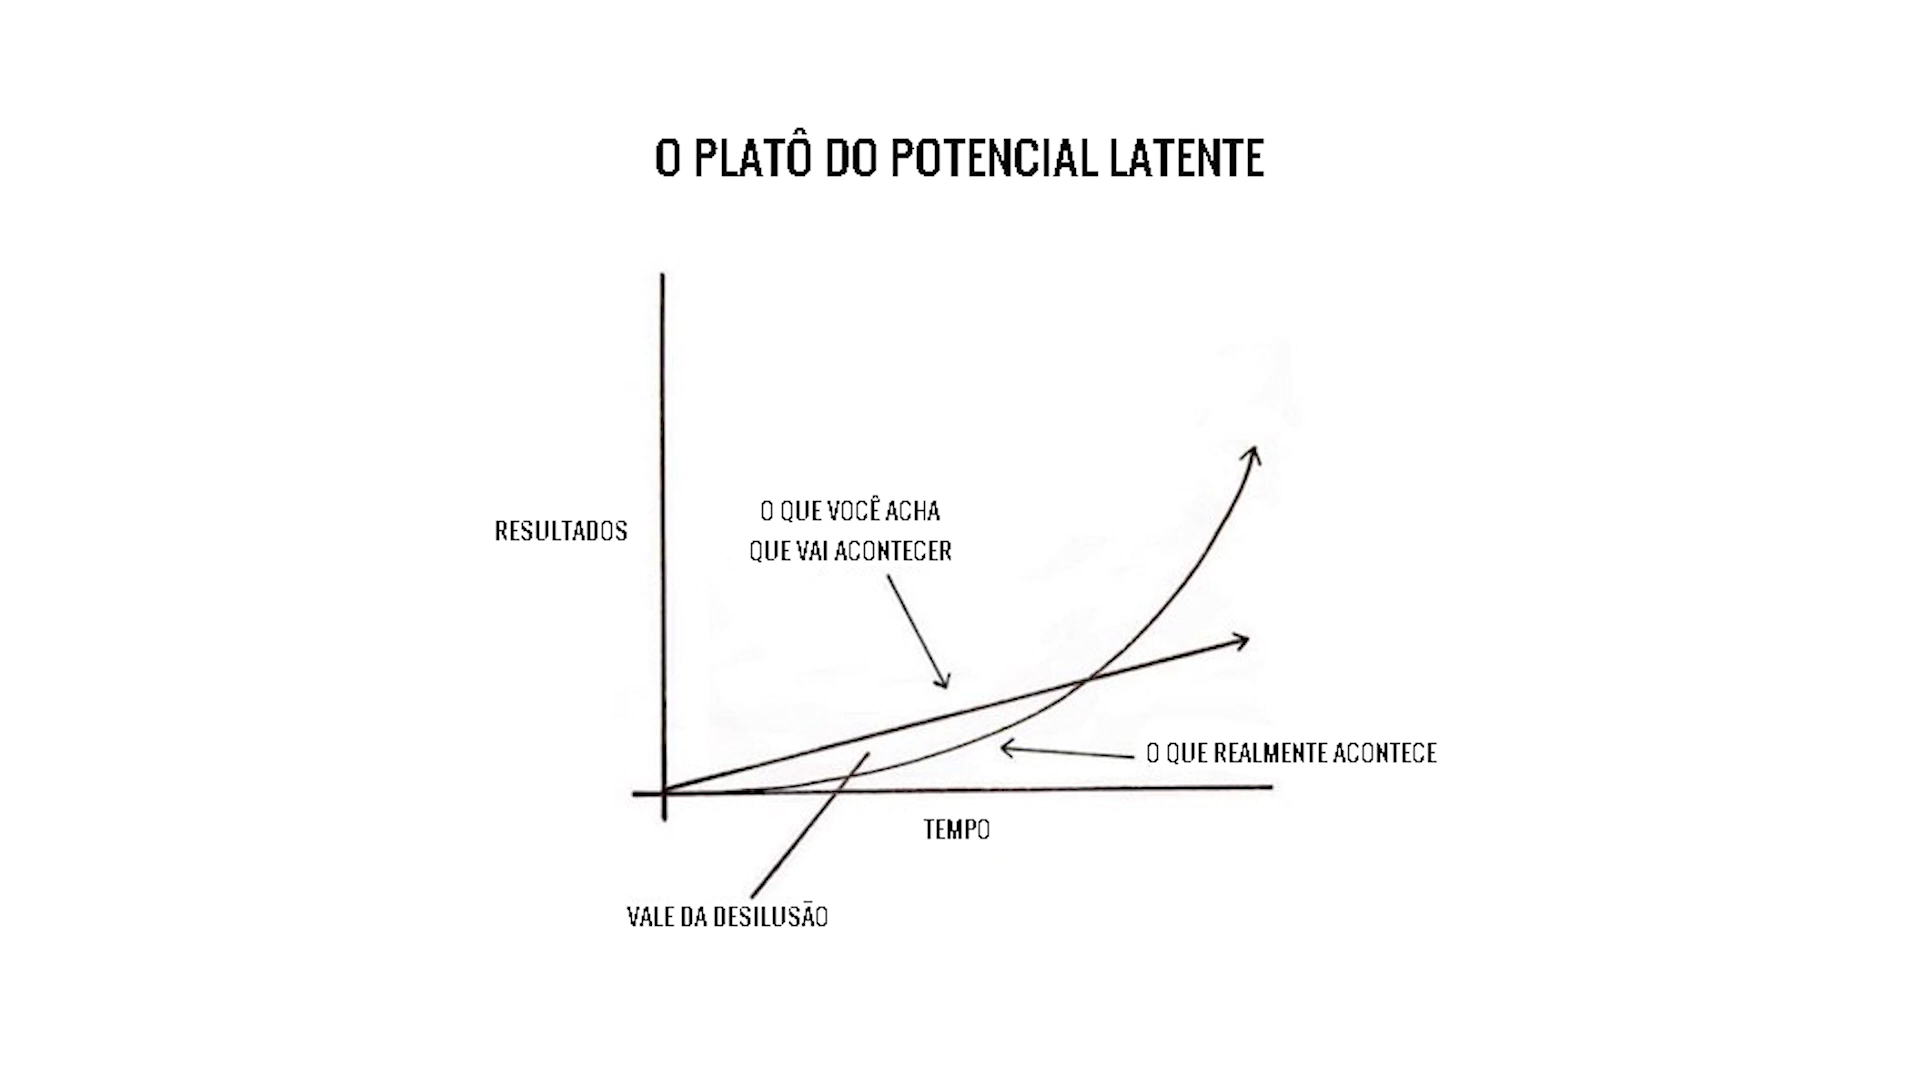 O PLATÔ DO POTENCIAL LATENTE
O QUE VOCÊ ACHA
QUE VAI ACONTECER
RESULTADOS
O QUE REALMENTE ACONTECE
TEMPO
VALE DA DESILUSÃO